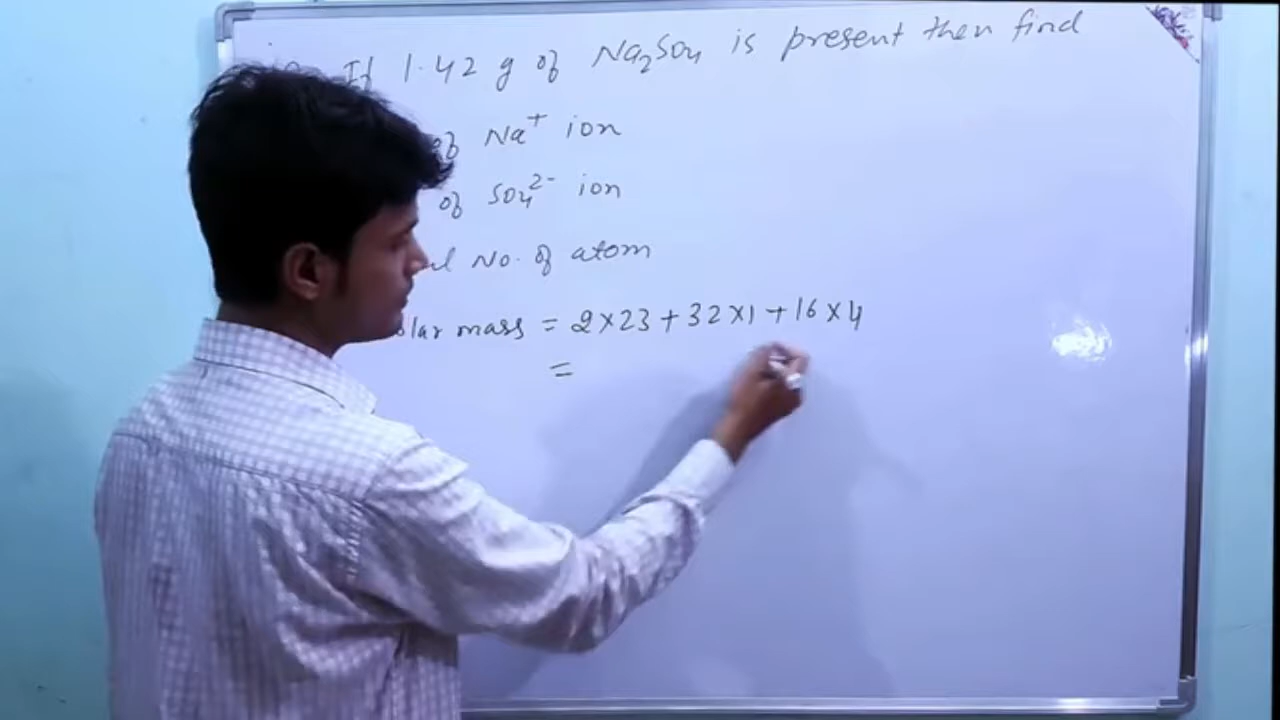 If 1.42 g of Na2SO4 is present then find
of Na+ ion
of SO4 2- ion
No. of atom
mass = 2×23+32×1+16×4
=